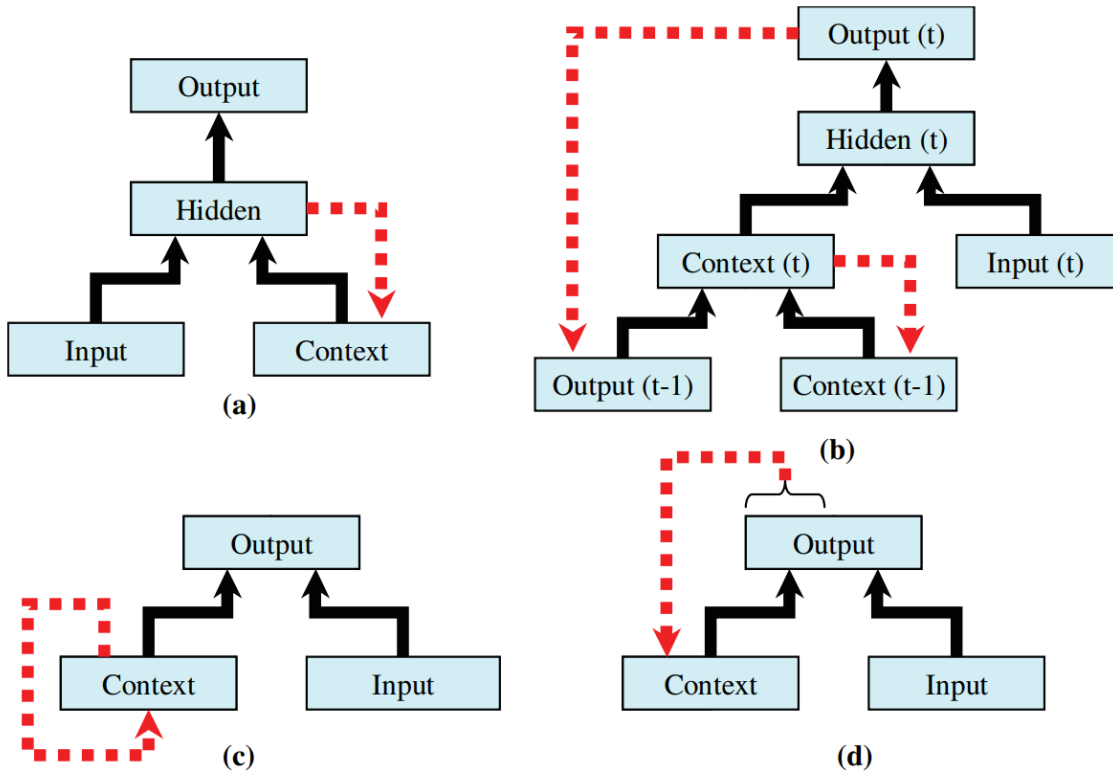 Output
Hidden
Input
Context
(a)
Output (t)
Hidden (t)
Context (t)
Input (t)
Output (t-1)
Context (t-1)
(b)
Output
Context
Input
(c)
Output
Context
Input
(d)